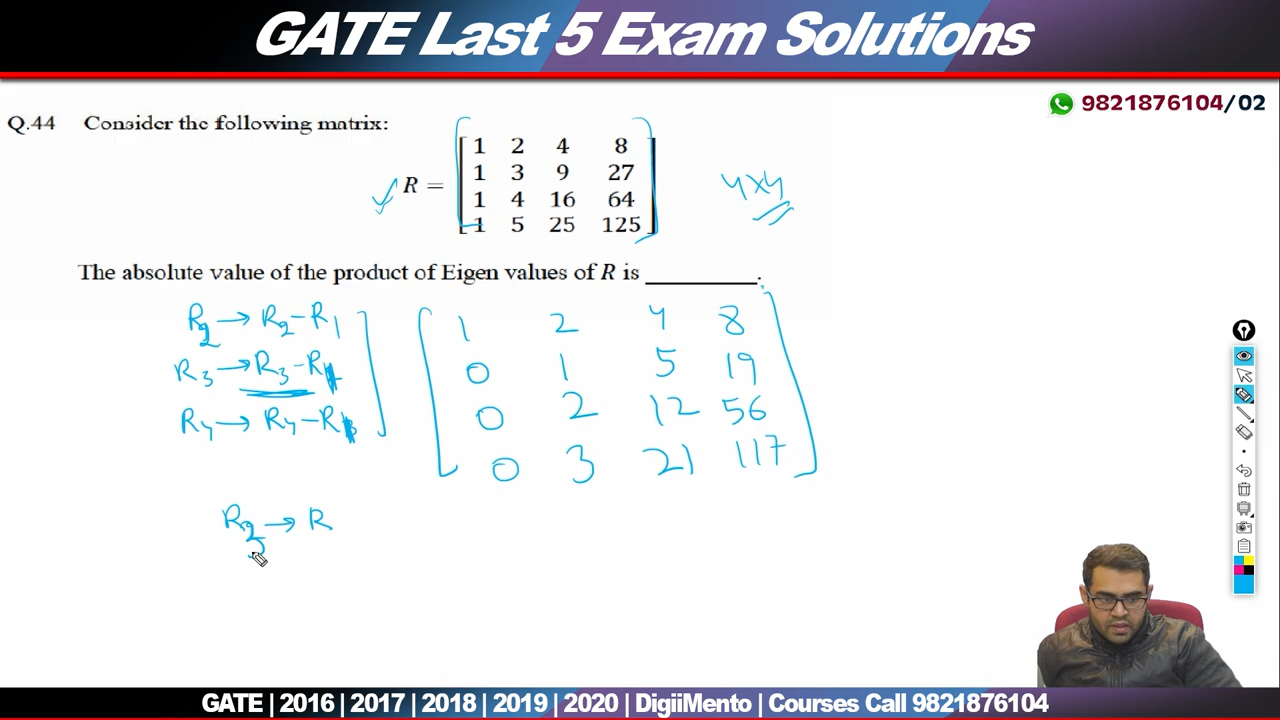 GATE Last 5 Exam Solutions
9821876104/02
Q.44 Consider the following matrix:
R = [1 2 4 8
1 3 9 27
1 4 16 64
1 5 25 125]
4x4
The absolute value of the product of Eigen values of R is ________.
R2 → R2 - R1
R3 → R3 - R1
R4 → R4 - R1
1 2 4 8
0 1 5 19
0 2 12 56
0 3 21 117
R3 → R
GATE | 2016 | 2017 | 2018 | 2019 | 2020 | DigiiMento | Courses Call 9821876104